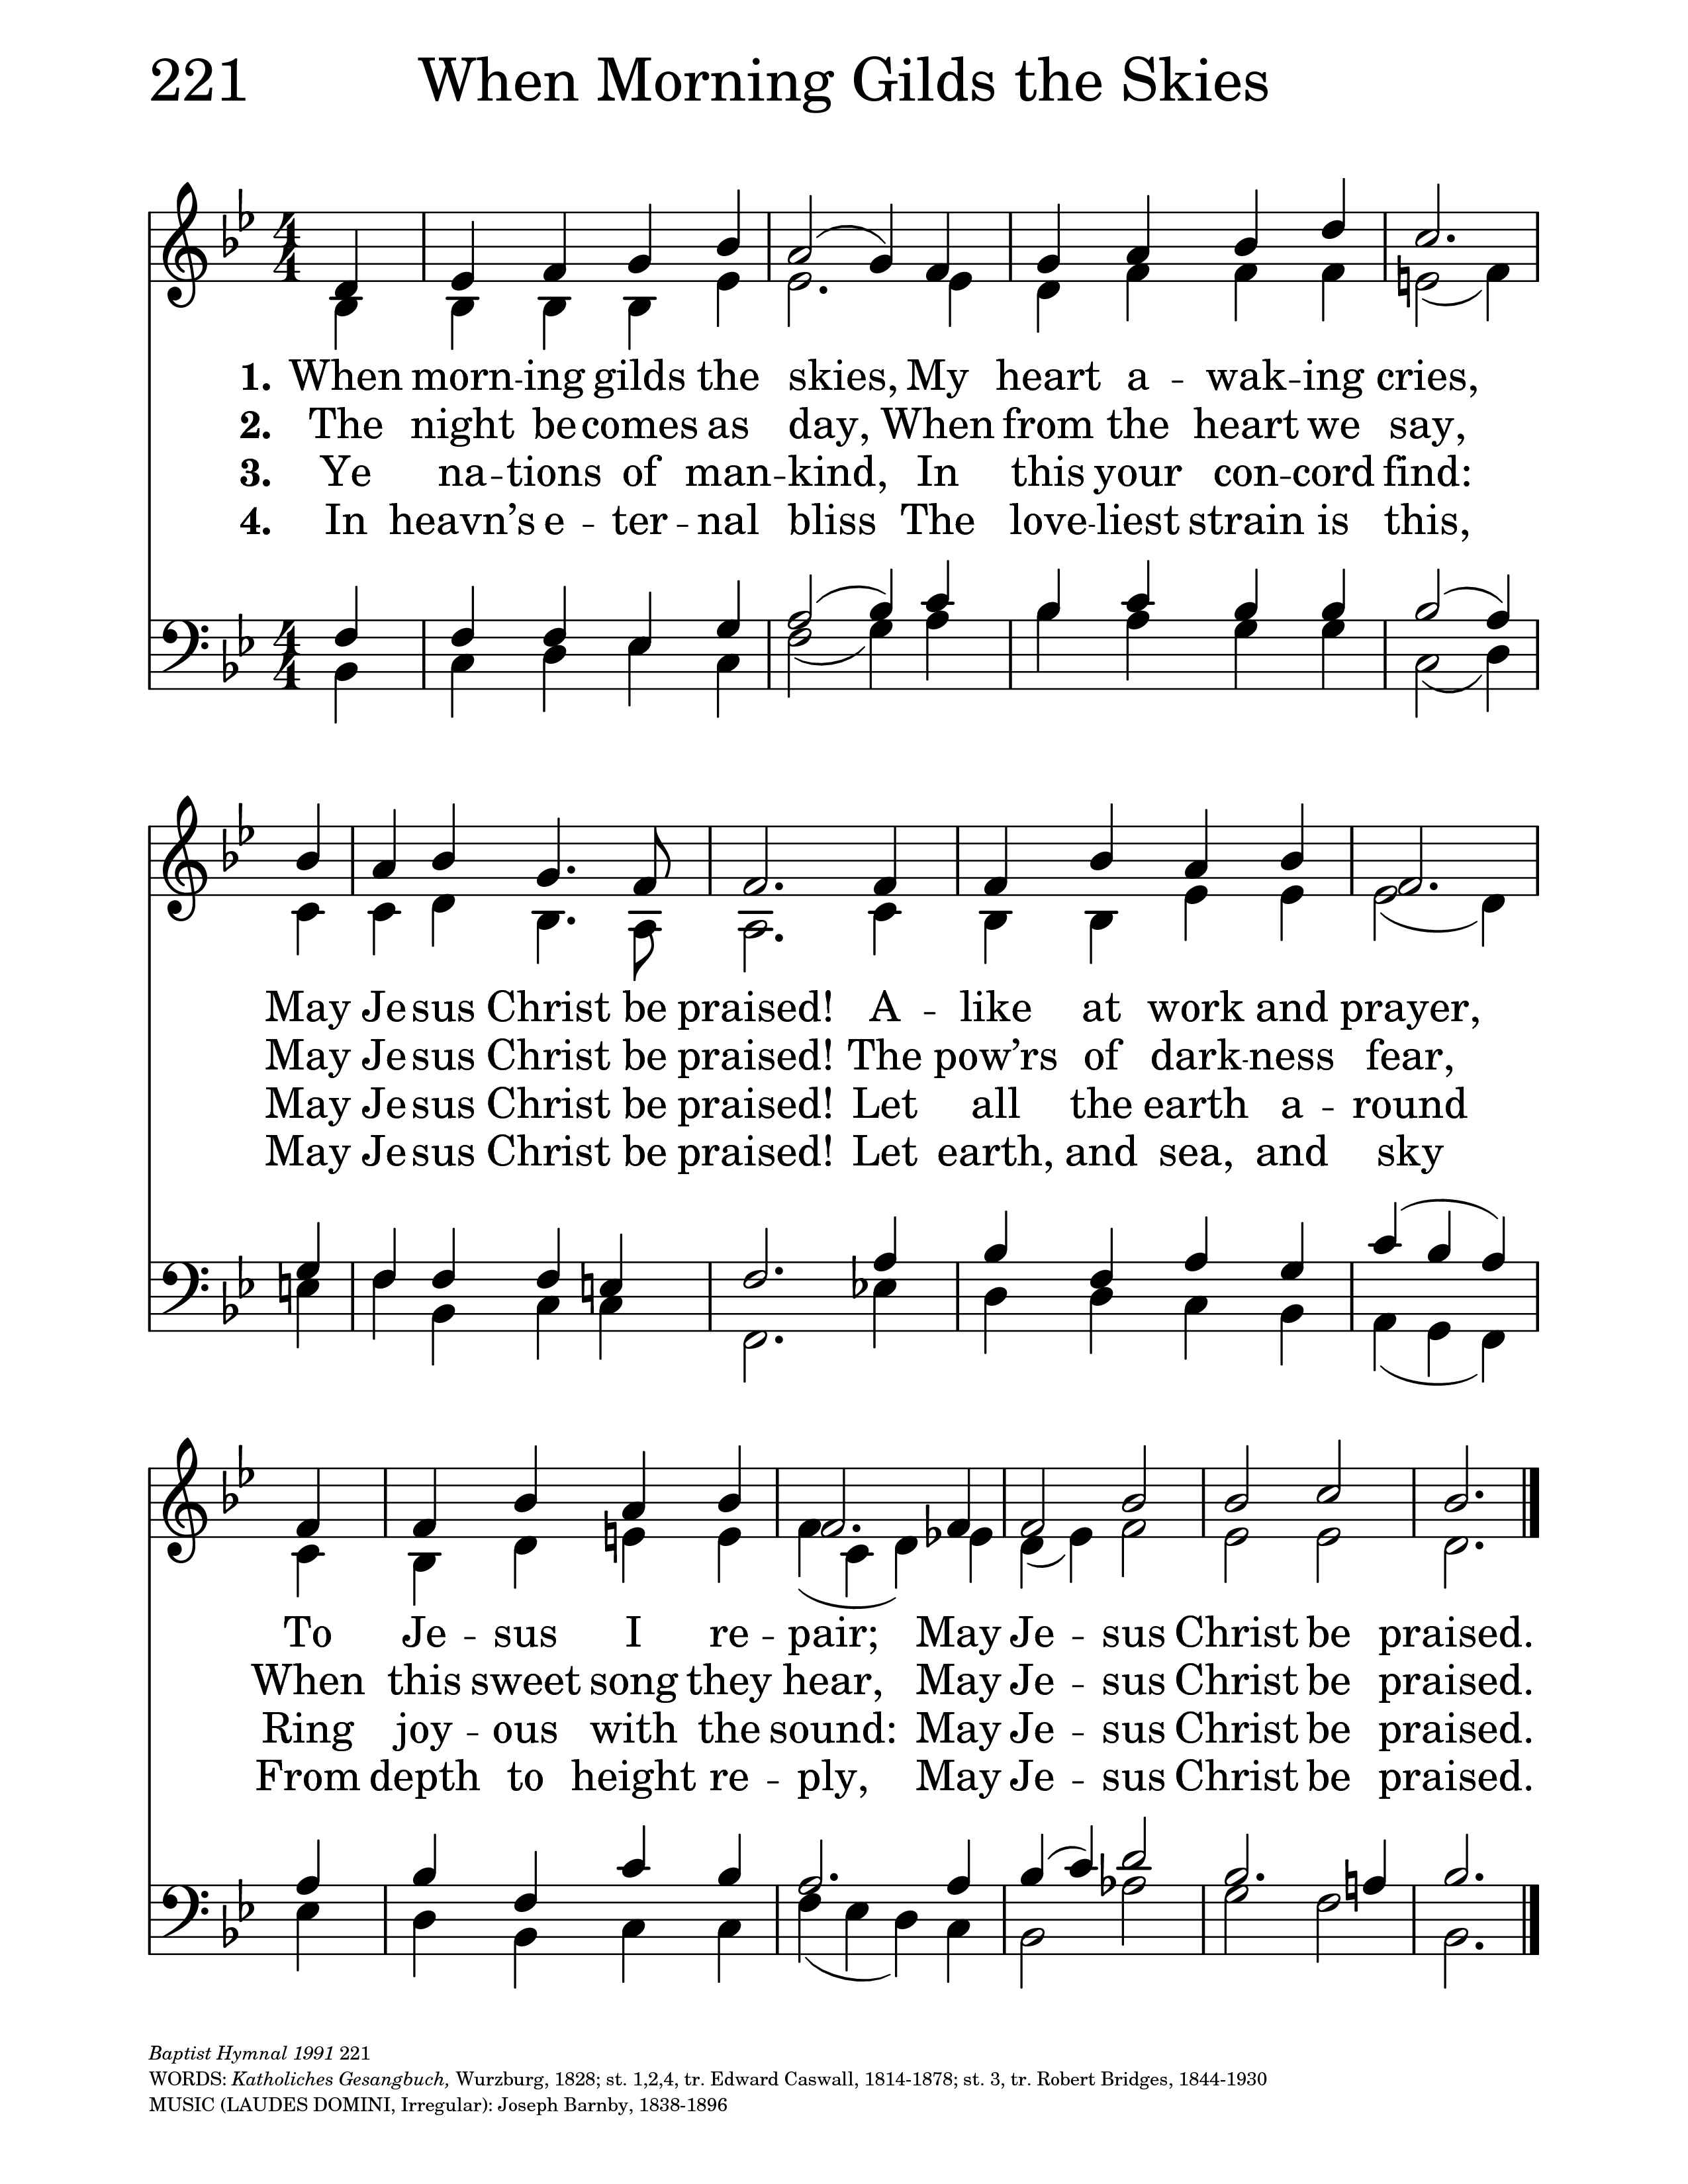 221 When Morning Gilds the Skies
1. When morn - ing gilds the skies, My heart a - wak - ing cries,
2. The night be - comes as day, When from the heart we say,
3. Ye na - tions of man - kind, In this your con - cord find:
4. In heavn’s e - ter - nal bliss The love - liest strain is this,
May Je - sus Christ be praised! A - like at work and prayer,
May Je - sus Christ be praised! The pow’rs of dark - ness fear,
May Je - sus Christ be praised! Let all the earth a - round
May Je - sus Christ be praised! Let earth, and sea, and sky
To Je - sus I re - pair; May Je - sus Christ be praised.
When this sweet song they hear, May Je - sus Christ be praised.
Ring joy - ous with the sound: May Je - sus Christ be praised.
From depth to height re - ply, May Je - sus Christ be praised.
Baptist Hymnal 1991 221
WORDS: Katholiches Gesangbuch, Wurzburg, 1828; st. 1,2,4, tr. Edward Caswall, 1814-1878; st. 3, tr. Robert Bridges, 1844-1930
MUSIC (LAUDES DOMINI, Irregular): Joseph Barnby, 1838-1896